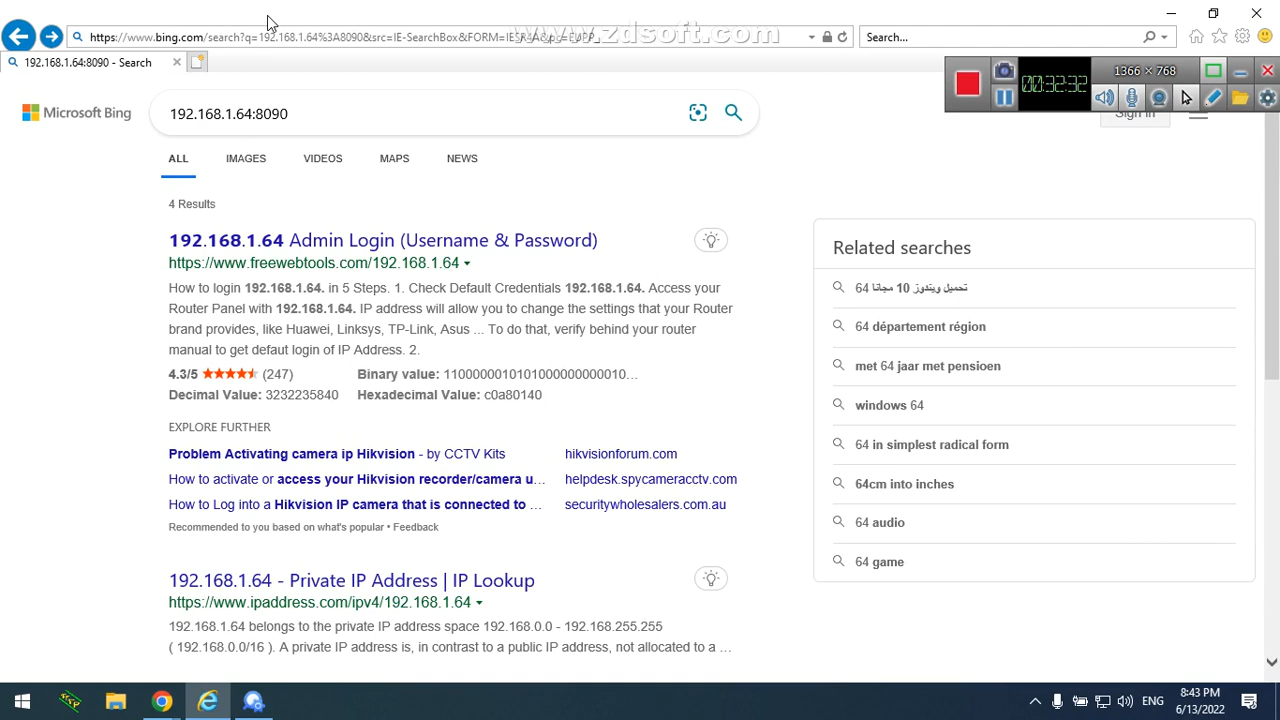 https://www.bing.com/search?q=192.168.1.64%3A8090&src=IE-SearchBox&FORM=IESR
www.zdsoft.com
Search...
192.168.1.64:8090 - Search
1366 × 768
00:32:32
Microsoft Bing
192.168.1.64:8090
Sign in
ALL
IMAGES
VIDEOS
MAPS
NEWS
4 Results
192.168.1.64 Admin Login (Username & Password)
https://www.freewebtools.com/192.168.1.64
How to login 192.168.1.64. in 5 Steps. 1. Check Default Credentials 192.168.1.64. Access your
Router Panel with 192.168.1.64. IP address will allow you to change the settings that your Router
brand provides, like Huawei, Linksys, TP-Link, Asus ... To do that, verify behind your router
manual to get defaut login of IP Address. 2.
4.3/5 (247)
Binary value: 1100000010101000000000010...
Decimal Value: 3232235840
Hexadecimal Value: c0a80140
EXPLORE FURTHER
Problem Activating camera ip Hikvision - by CCTV Kits hikvisionforum.com
How to activate or access your Hikvision recorder/camera u... helpdesk.spycameracctv.com
How to Log into a Hikvision IP camera that is connected to ... securitywholesalers.com.au
Recommended to you based on what's popular • Feedback
192.168.1.64 - Private IP Address | IP Lookup
https://www.ipaddress.com/ipv4/192.168.1.64
192.168.1.64 belongs to the private IP address space 192.168.0.0 - 192.168.255.255
( 192.168.0.0/16 ). A private IP address is, in contrast to a public IP address, not allocated to a ...
Related searches
64 تحميل ويندوز 10 مجانا
64 département région
met 64 jaar met pensioen
windows 64
64 in simplest radical form
64cm into inches
64 audio
64 game
ENG
8:43 PM
6/13/2022